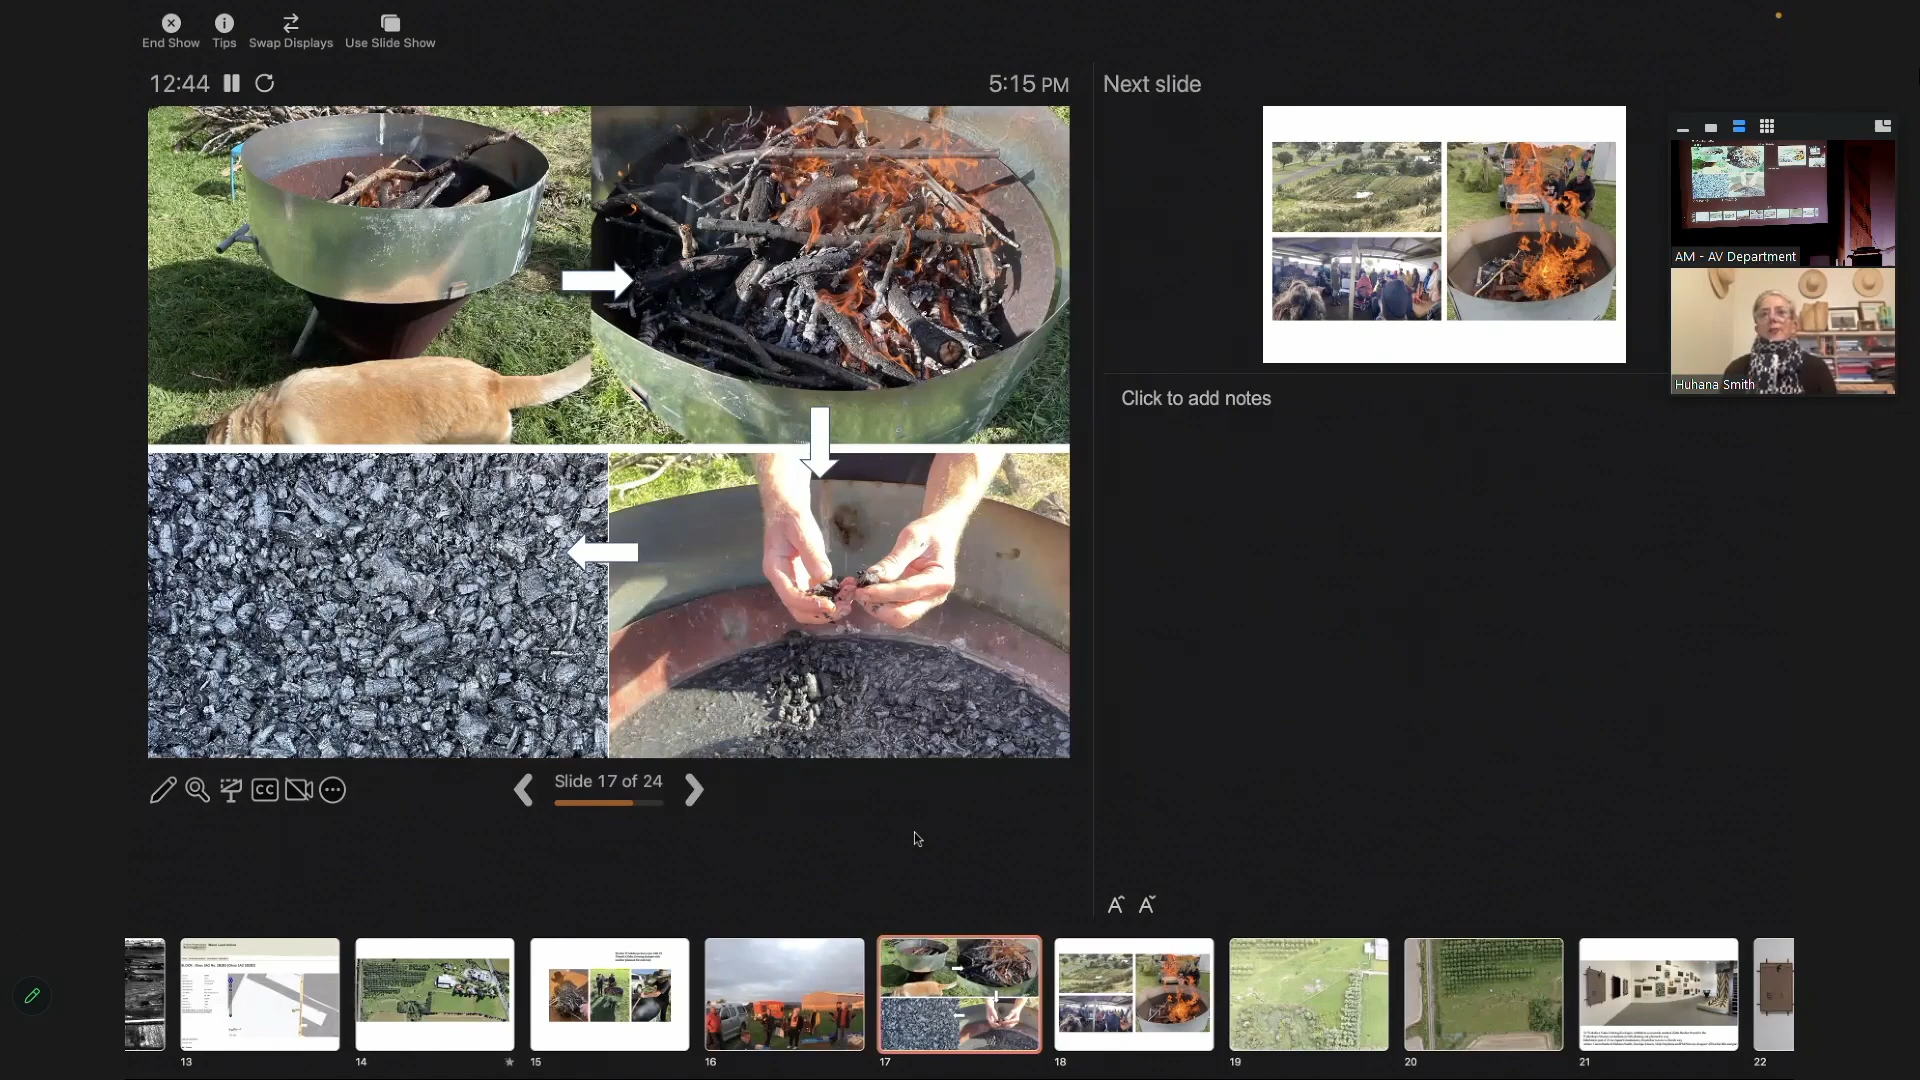 End Show
Tips
Swap Displays
Use Slide Show
12:44
5:15 PM
Next slide
AM - AV Department
Huhana Smith
Click to add notes
CC
Slide 17 of 24
13
14
15
16
17
18
19
20
21
22